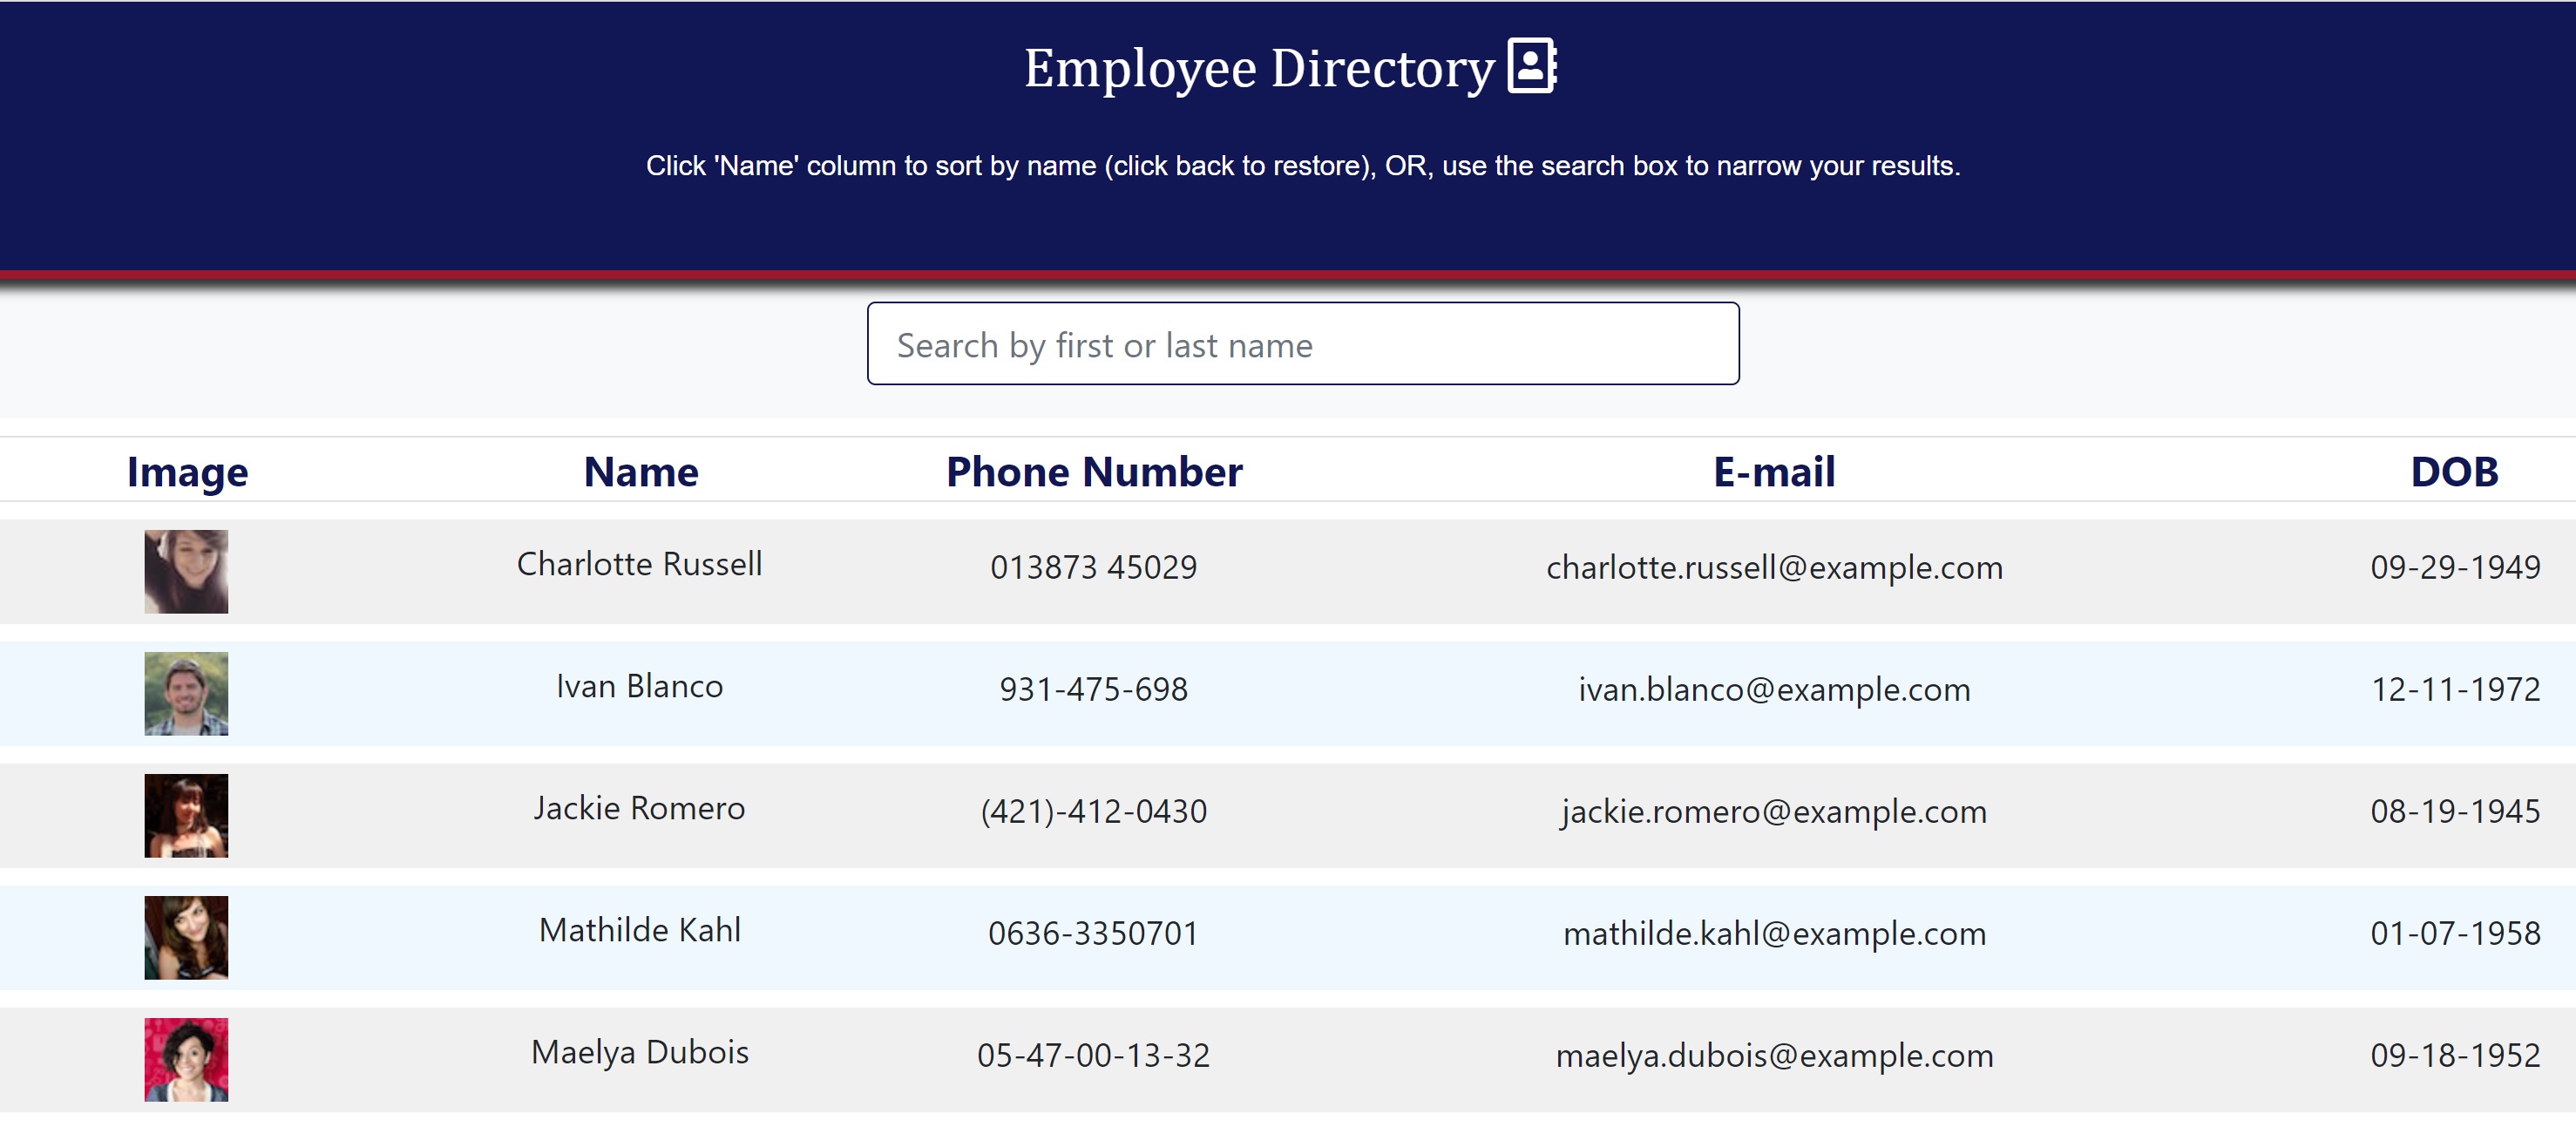 Employee Directory
Click 'Name' column to sort by name (click back to restore), OR, use the search box to narrow your results.
Search by first or last name
Image Name Phone Number E-mail DOB
Charlotte Russell 013873 45029 charlotte.russell@example.com 09-29-1949
Ivan Blanco 931-475-698 ivan.blanco@example.com 12-11-1972
Jackie Romero (421)-412-0430 jackie.romero@example.com 08-19-1945
Mathilde Kahl 0636-3350701 mathilde.kahl@example.com 01-07-1958
Maelya Dubois 05-47-00-13-32 maelya.dubois@example.com 09-18-1952